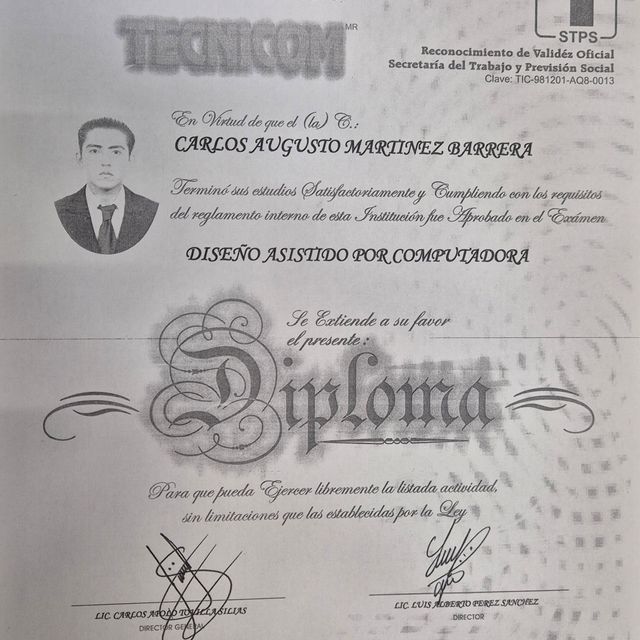 TECNICOM MR
STPS
Reconocimiento de Validéz Oficial
Secretaría del Trabajo y Previsión Social
Clave: TIC-981201-AQ8-0013
En Virtud de que el (la) C.:
CARLOS AUGUSTO MARTINEZ BARRERA
Terminó sus estudios Satisfactoriamente y Cumpliendo con los requisitos
del reglamento interno de esta Institución fue Aprobado en el Exámen
DISEÑO ASISTIDO POR COMPUTADORA
Se Extiende a su favor
el presente:
Diploma
Para que pueda Ejercer libremente la listada actividad,
sin limitaciones que las establecidas por la Ley
LIC. CARLOS APOLO SILIAS
DIRECTOR GENERAL
LIC. LUIS ALBERTO PEREZ SANCHEZ
DIRECTOR